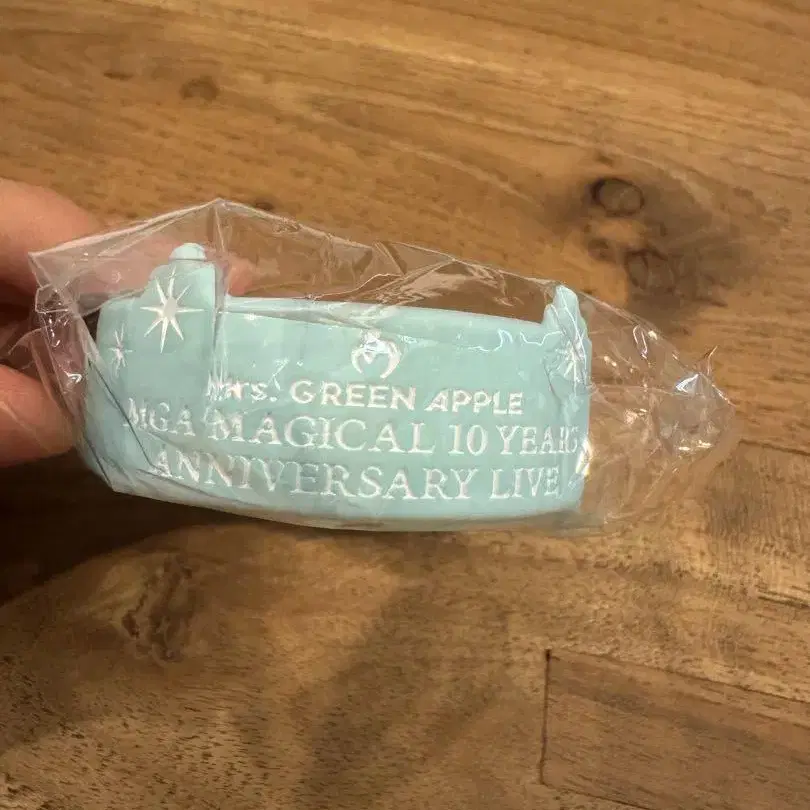 Mrs. GREEN APPLE
MGA MAGICAL 10 YEARS
ANNIVERSARY LIVE